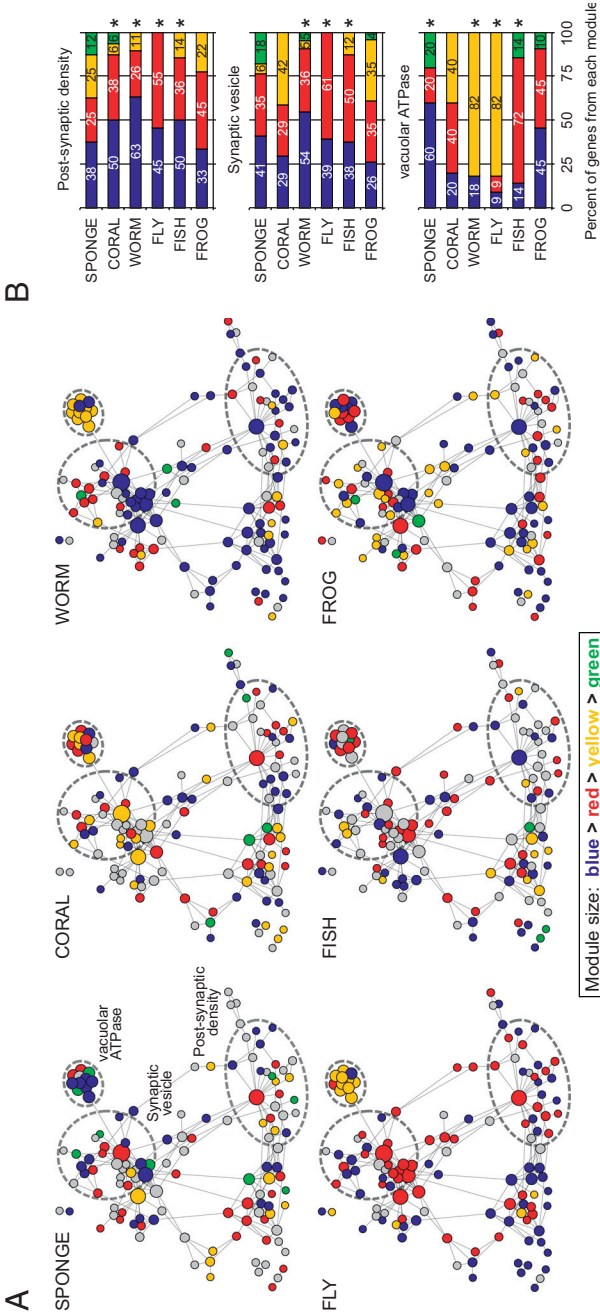 A
SPONGE
CORAL
WORM
vacuolar
ATPase
Synaptic
vesicle
Post-synaptic
density
FLY
FISH
FROG
Module size: blue > red > yellow > green
B
Post-synaptic density
SPONGE 38 25 25 12
CORAL 50 38 6 6 *
WORM 63 26 11 *
FLY 45 55 *
FISH 50 36 14 *
FROG 33 45 22
Synaptic vesicle
SPONGE 41 35 6 18
CORAL 29 29 42
WORM 54 36 5 5 *
FLY 39 61 *
FISH 38 50 12 *
FROG 26 35 35 4
vacuolar ATPase
SPONGE 60 20 20 *
CORAL 20 40 40
WORM 18 82 *
FLY 9 9 82 *
FISH 14 72 14 *
FROG 45 45 10
0 25 50 75 100
Percent of genes from each module